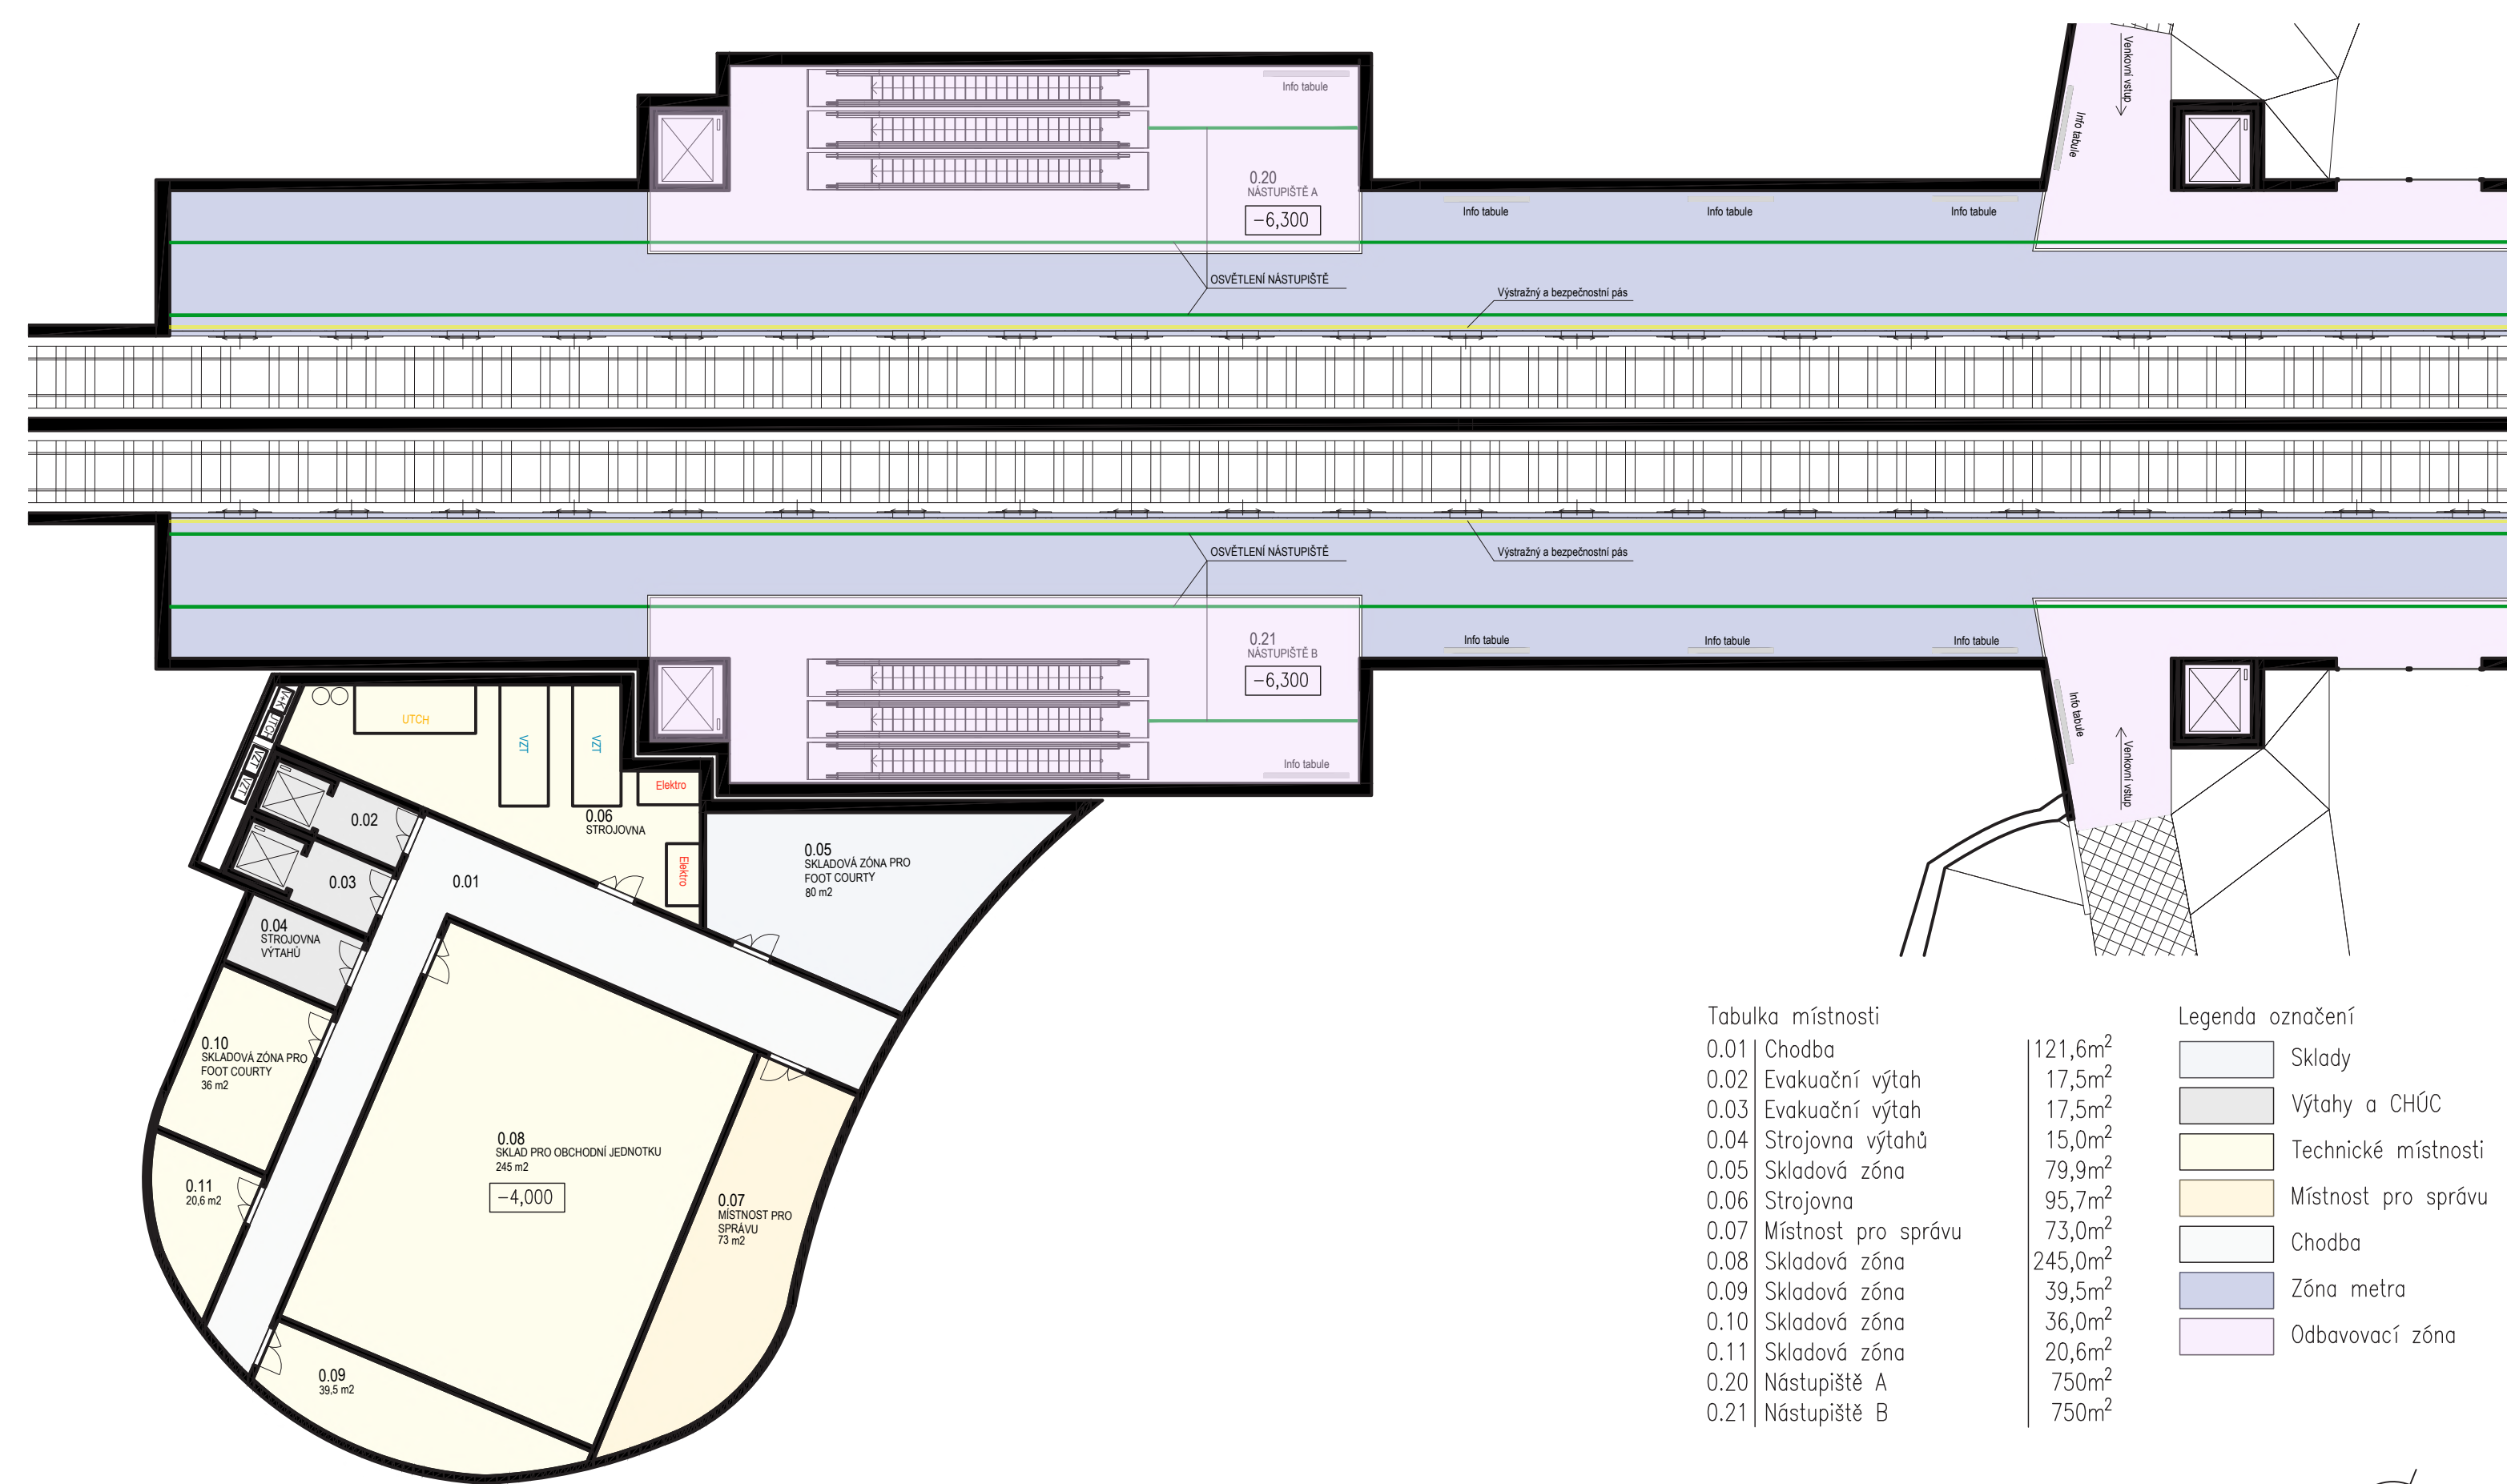 Info tabule
Venkovní vstup
Info tabule
0.20
NÁSTUPIŠTĚ A
-6,300
Info tabule
Info tabule
Info tabule
OSVĚTLENÍ NÁSTUPIŠTĚ
Výstražný a bezpečnostní pás
OSVĚTLENÍ NÁSTUPIŠTĚ
Výstražný a bezpečnostní pás
0.21
NÁSTUPIŠTĚ B
-6,300
Info tabule
Info tabule
Info tabule
Info tabule
Info tabule
Venkovní vstup
V+K
UTCH
VZT
VZT
UTCH
VZT
VZT
Elektro
Elektro
0.06
STROJOVNA
0.02
0.03
0.01
0.05
SKLADOVÁ ZÓNA PRO
FOOT COURTY
80 m2
0.04
STROJOVNA
VÝTAHŮ
0.10
SKLADOVÁ ZÓNA PRO
FOOT COURTY
36 m2
0.08
SKLAD PRO OBCHODNÍ JEDNOTKU
245 m2
-4,000
0.11
20,6 m2
0.07
MÍSTNOST PRO
SPRÁVU
73 m2
0.09
39,5 m2
Tabulka místnosti
0.01 Chodba 121,6m²
0.02 Evakuační výtah 17,5m²
0.03 Evakuační výtah 17,5m²
0.04 Strojovna výtahů 15,0m²
0.05 Skladová zóna 79,9m²
0.06 Strojovna 95,7m²
0.07 Místnost pro správu 73,0m²
0.08 Skladová zóna 245,0m²
0.09 Skladová zóna 39,5m²
0.10 Skladová zóna 36,0m²
0.11 Skladová zóna 20,6m²
0.20 Nástupiště A 750m²
0.21 Nástupiště B 750m²
Legenda označení
Sklady
Výtahy a CHÚC
Technické místnosti
Místnost pro správu
Chodba
Zóna metra
Odbavovací zóna